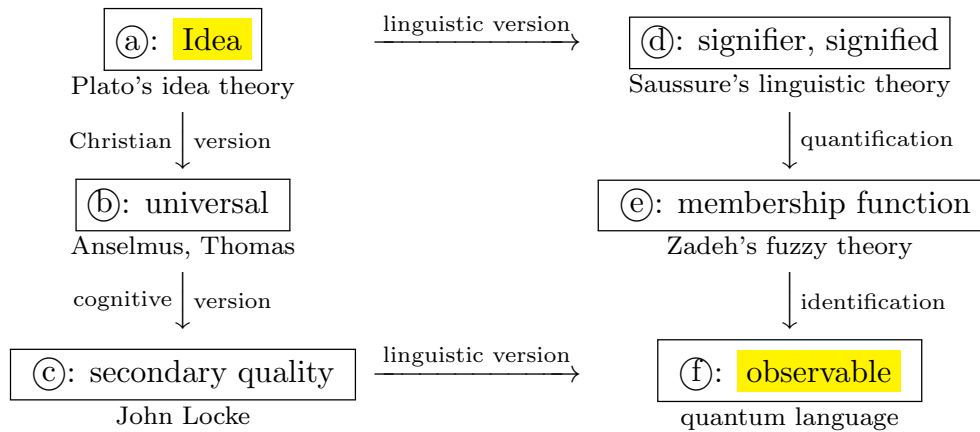 ⓐ: Idea
linguistic version
ⓓ: signifier, signified
Plato's idea theory
Saussure's linguistic theory
Christian version
quantification
ⓑ: universal
ⓔ: membership function
Anselmus, Thomas
Zadeh's fuzzy theory
cognitive version
identification
ⓒ: secondary quality
linguistic version
ⓕ: observable
John Locke
quantum language